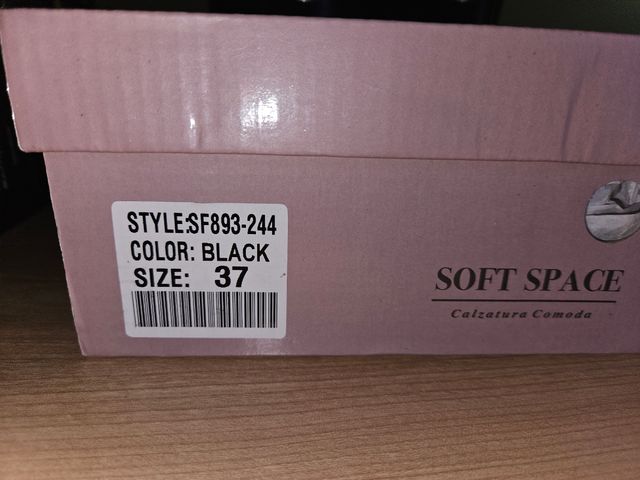 STYLE:SF893-244
COLOR: BLACK
SIZE: 37
SOFT SPACE
Calzatura Comoda